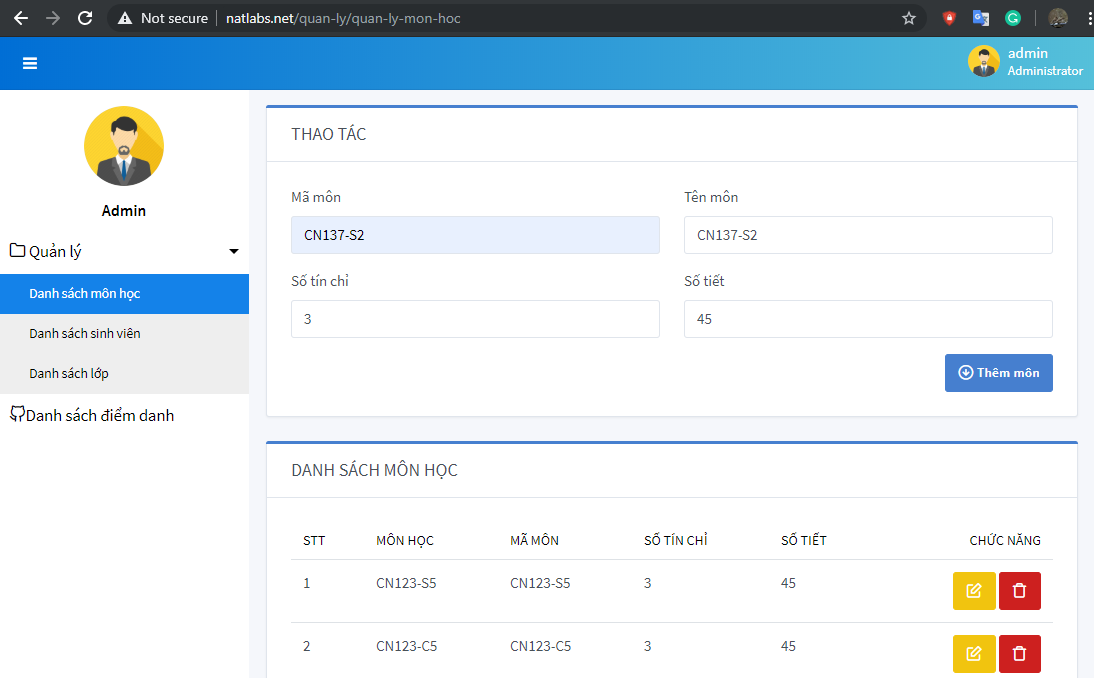 Not secure natlabs.net/quan-ly/quan-ly-mon-hoc
admin
Administrator
Admin
Quản lý
Danh sách môn học
Danh sách sinh viên
Danh sách lớp
Danh sách điểm danh
THAO TÁC
Mã môn Tên môn
CN137-S2 CN137-S2
Số tín chỉ Số tiết
3 45
Thêm môn
DANH SÁCH MÔN HỌC
STT MÔN HỌC MÃ MÔN SỐ TÍN CHỈ SỐ TIẾT CHỨC NĂNG
1 CN123-S5 CN123-S5 3 45
2 CN123-C5 CN123-C5 3 45